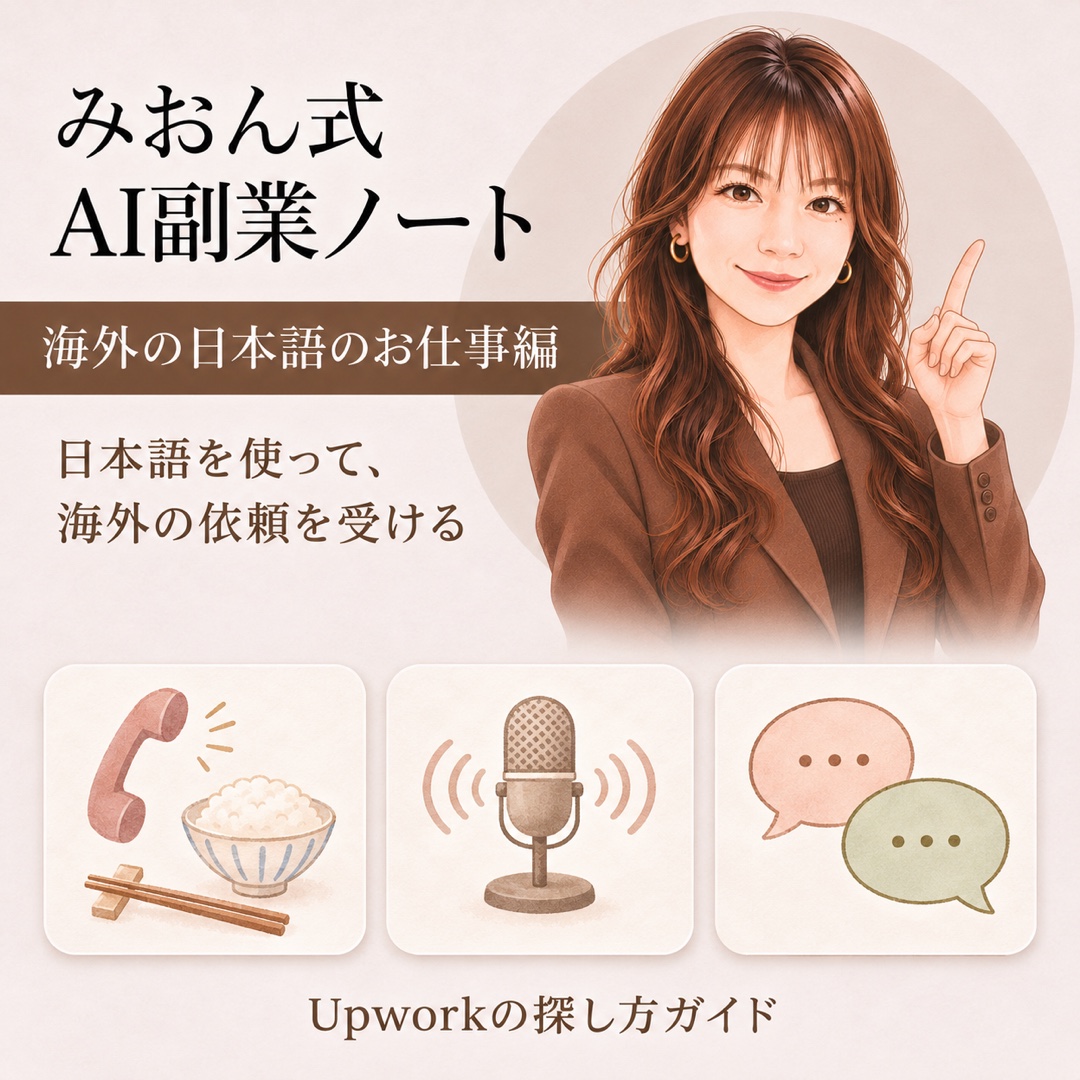 みおん式
AI副業ノート
海外の日本語のお仕事編
日本語を使って、
海外の依頼を受ける
Upworkの探し方ガイド